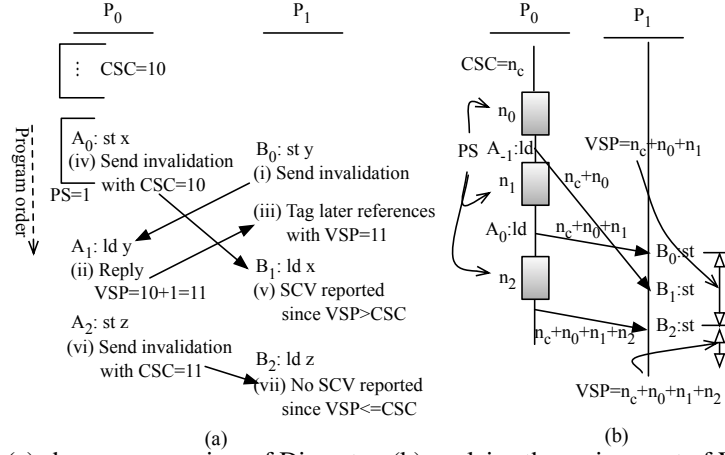 P0
P1
⋮ CSC=10
Program order
A0: st x
(iv) Send invalidation
with CSC=10
PS=1
B0: st y
(i) Send invalidation
(iii) Tag later references
with VSP=11
A1: ld y
(ii) Reply
VSP=10+1=11
B1: ld x
(v) SCV reported
since VSP>CSC
A2: st z
(vi) Send invalidation
with CSC=11
B2: ld z
(vii) No SCV reported
since VSP<=CSC
(a)
P0
P1
CSC=nc
n0
PS
A-1:ld
VSP=nc+n0+n1
n1
nc+n0
A0:ld
nc+n0+n1
B0:st
n2
B1:st
B2:st
nc+n0+n1+n2
VSP=nc+n0+n1+n2
(b)